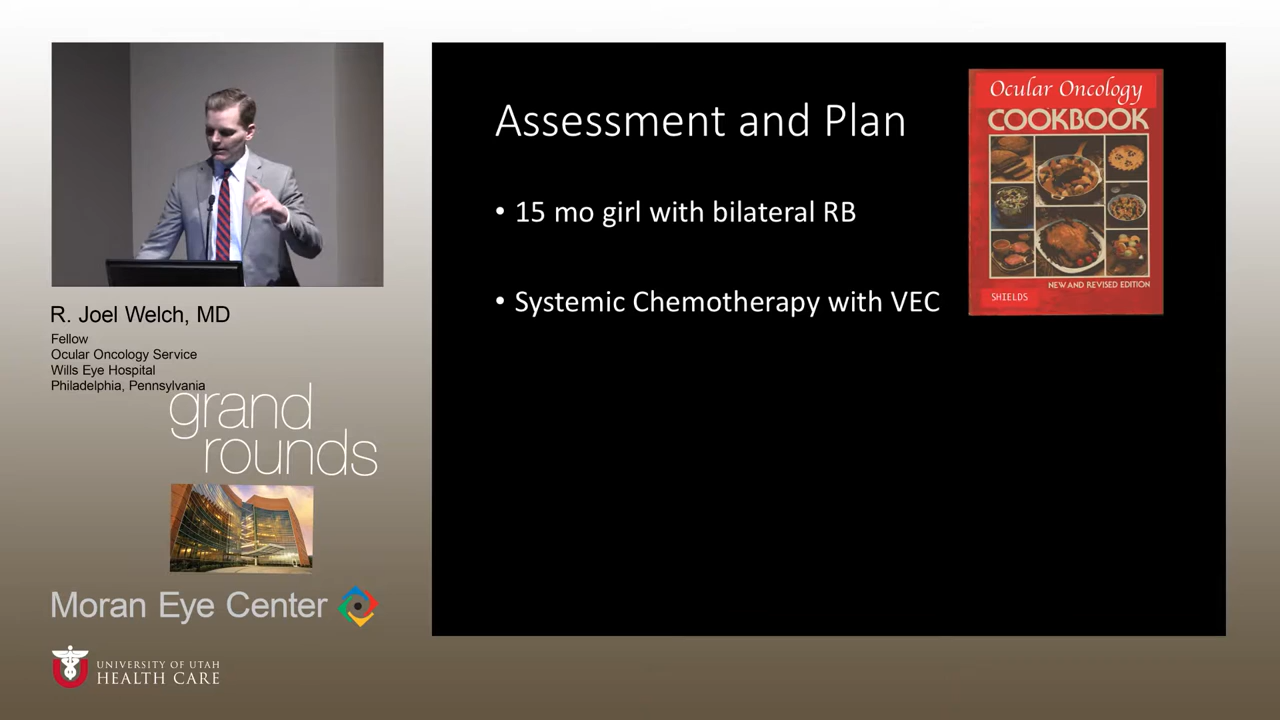 R. Joel Welch, MD
Fellow
Ocular Oncology Service
Wills Eye Hospital
Philadelphia, Pennsylvania
grand
rounds
Moran Eye Center
UNIVERSITY OF UTAH
HEALTH CARE
Assessment and Plan
• 15 mo girl with bilateral RB
• Systemic Chemotherapy with VEC
Ocular Oncology
COOKBOOK
NEW AND REVISED EDITION
SHIELDS